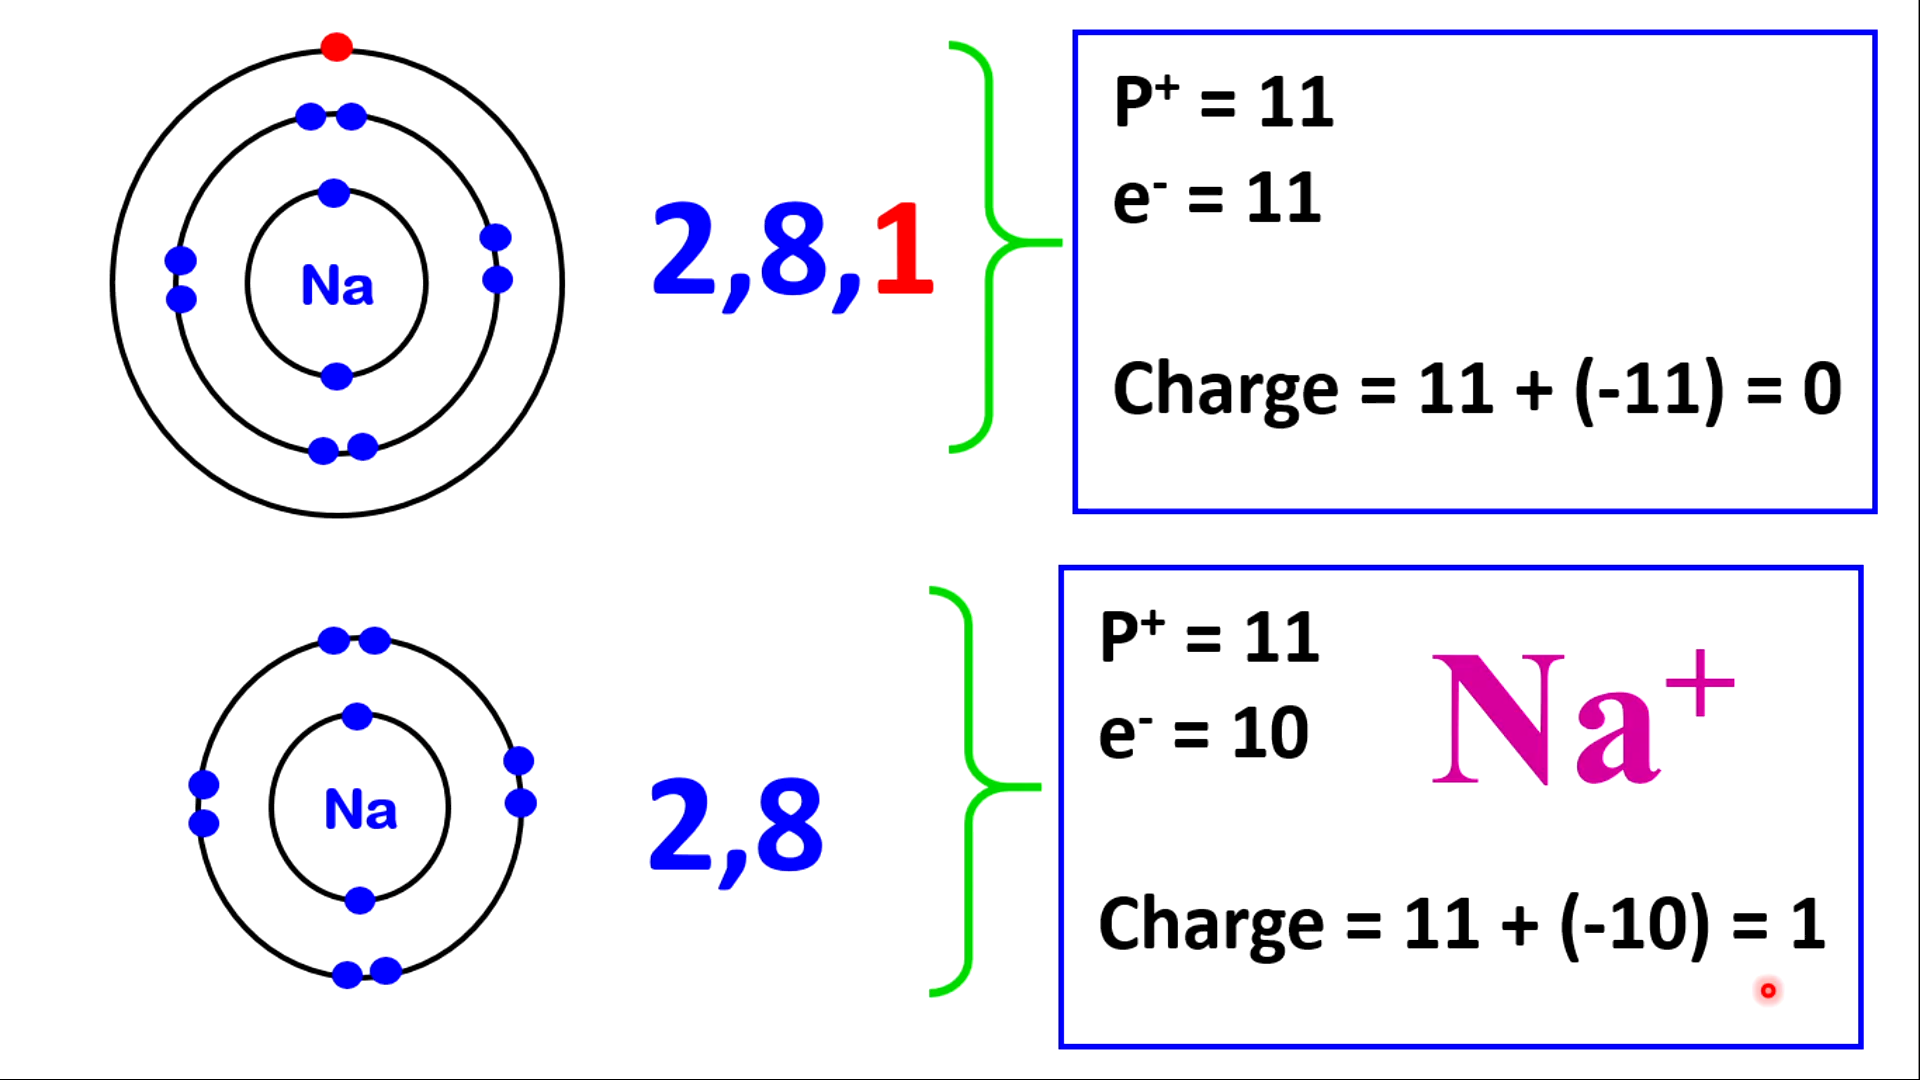 Na
2,8,1
P⁺ = 11
e⁻ = 11
Charge = 11 + (-11) = 0
Na
2,8
P⁺ = 11
e⁻ = 10
Na⁺
Charge = 11 + (-10) = 1